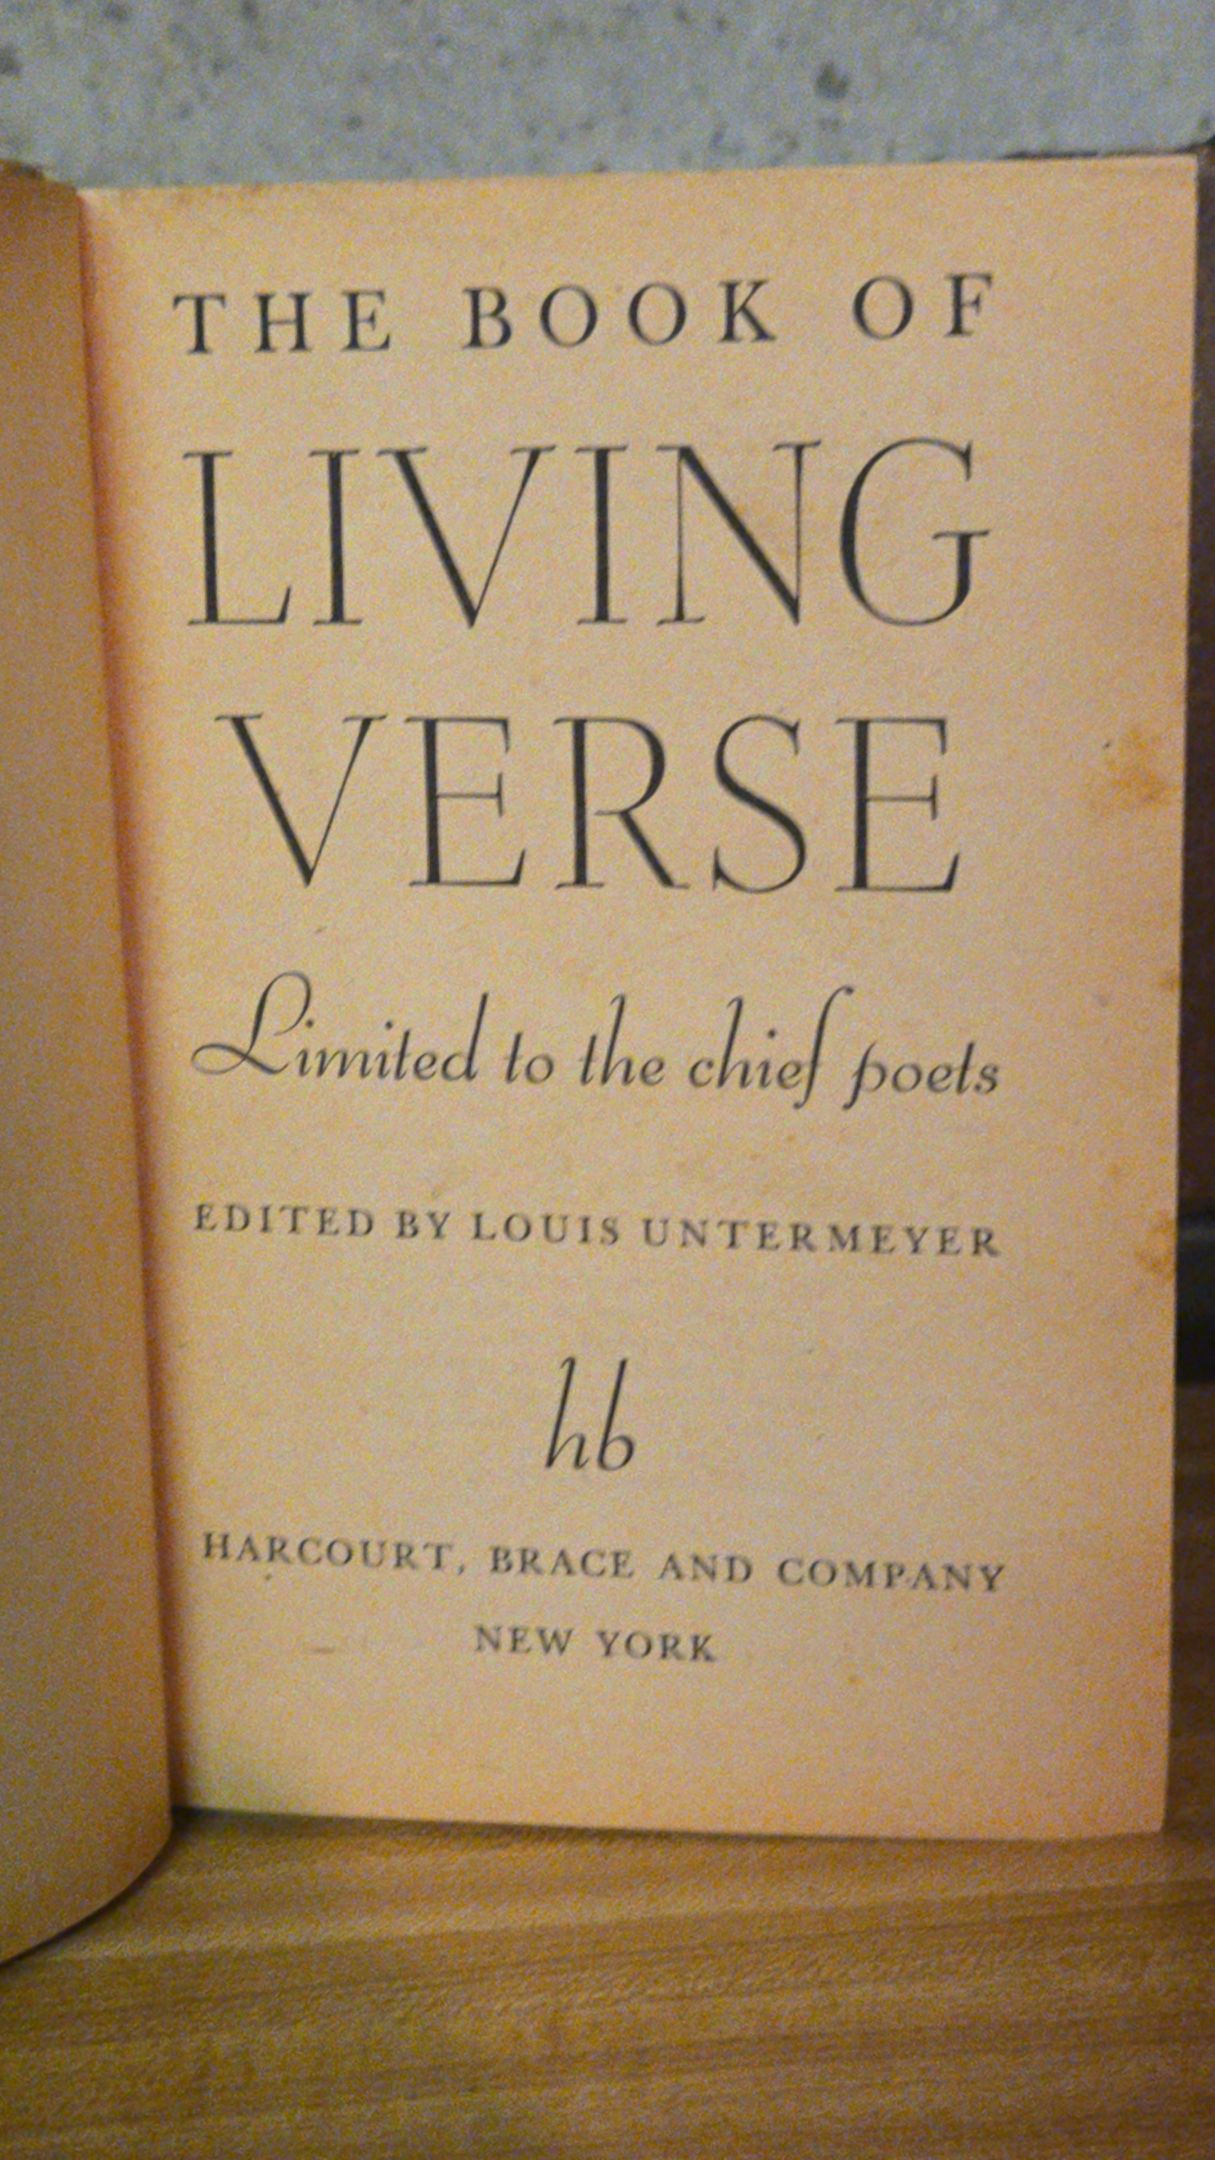 THE BOOK OF
LIVING
VERSE
Limited to the chief poets
EDITED BY LOUIS UNTERMEYER
hb
HARCOURT, BRACE AND COMPANY
NEW YORK